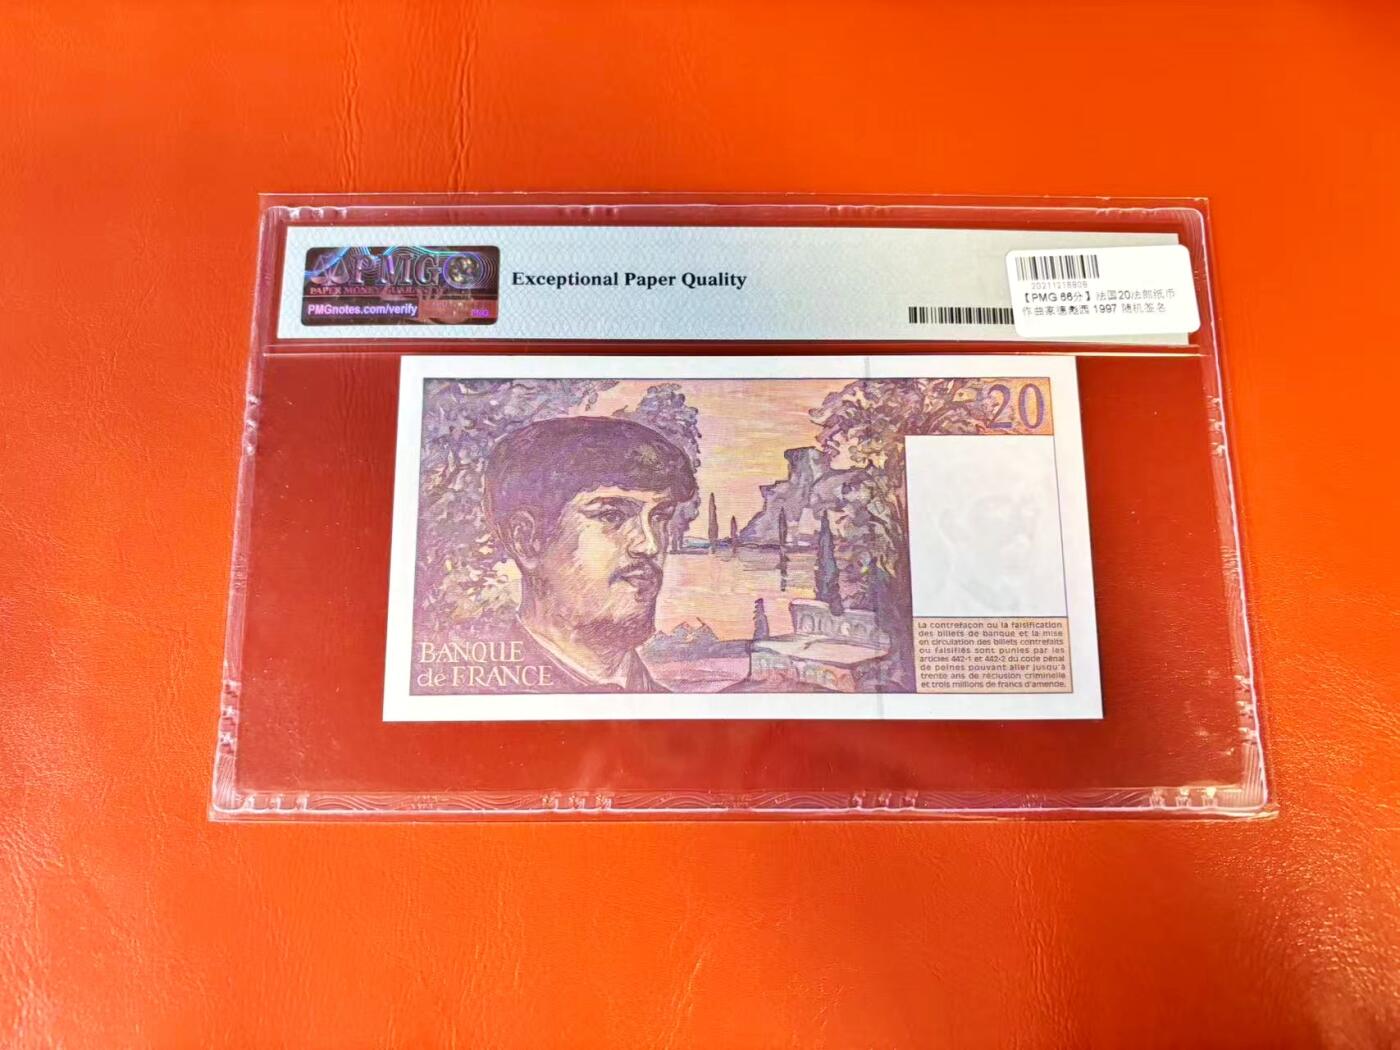 PMG
PAPER MONEY GUARANTY
PMGnotes.com/verify
PMG
Exceptional Paper Quality
20211218809
【PMG 66分】法国20法郎纸币
作曲家德彪西 1997 随机签名
20
BANQUE
de FRANCE
La contrefaçon ou la falsification
des billets de banque et la mise
en circulation des billets contrefaits
ou falsifiés sont punies par les
articles 442-1 et 442-2 du code pénal
de peines pouvant aller jusqu'à
trente ans de réclusion criminelle
et trois millions de francs d'amende.